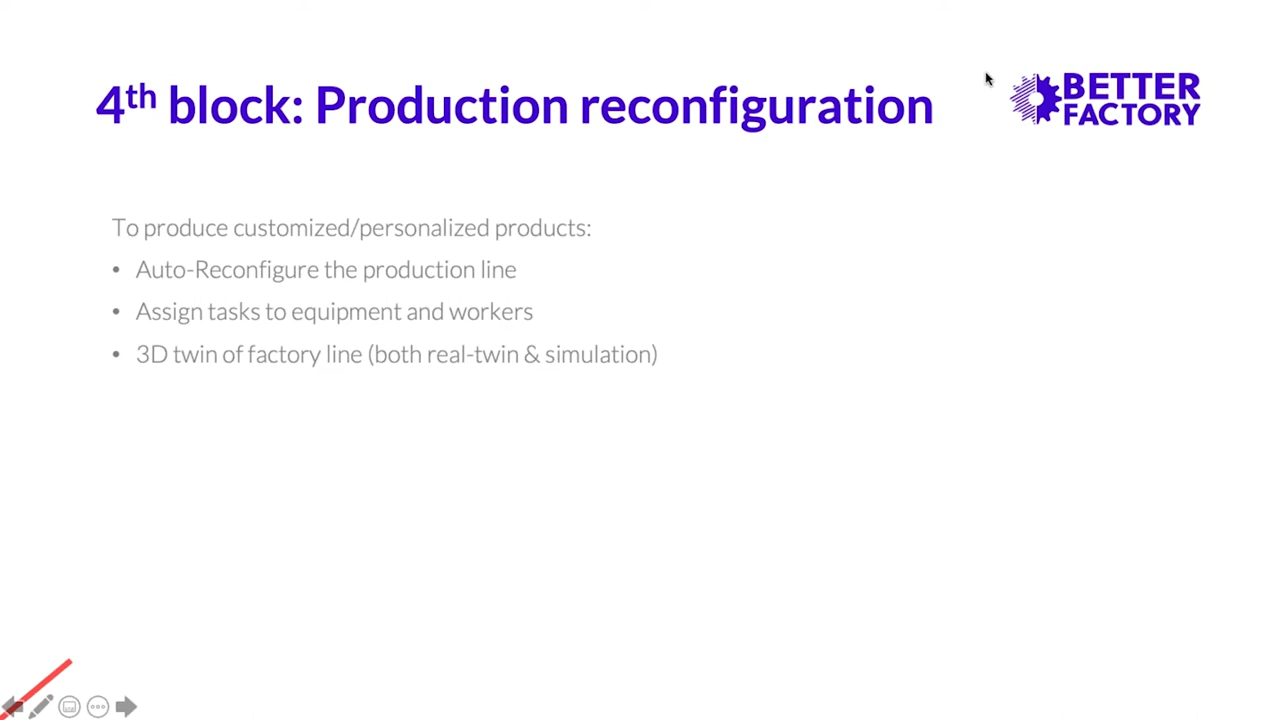 4th block: Production reconfiguration
BETTER
FACTORY
To produce customized/personalized products:
• Auto-Reconfigure the production line
• Assign tasks to equipment and workers
• 3D twin of factory line (both real-twin & simulation)